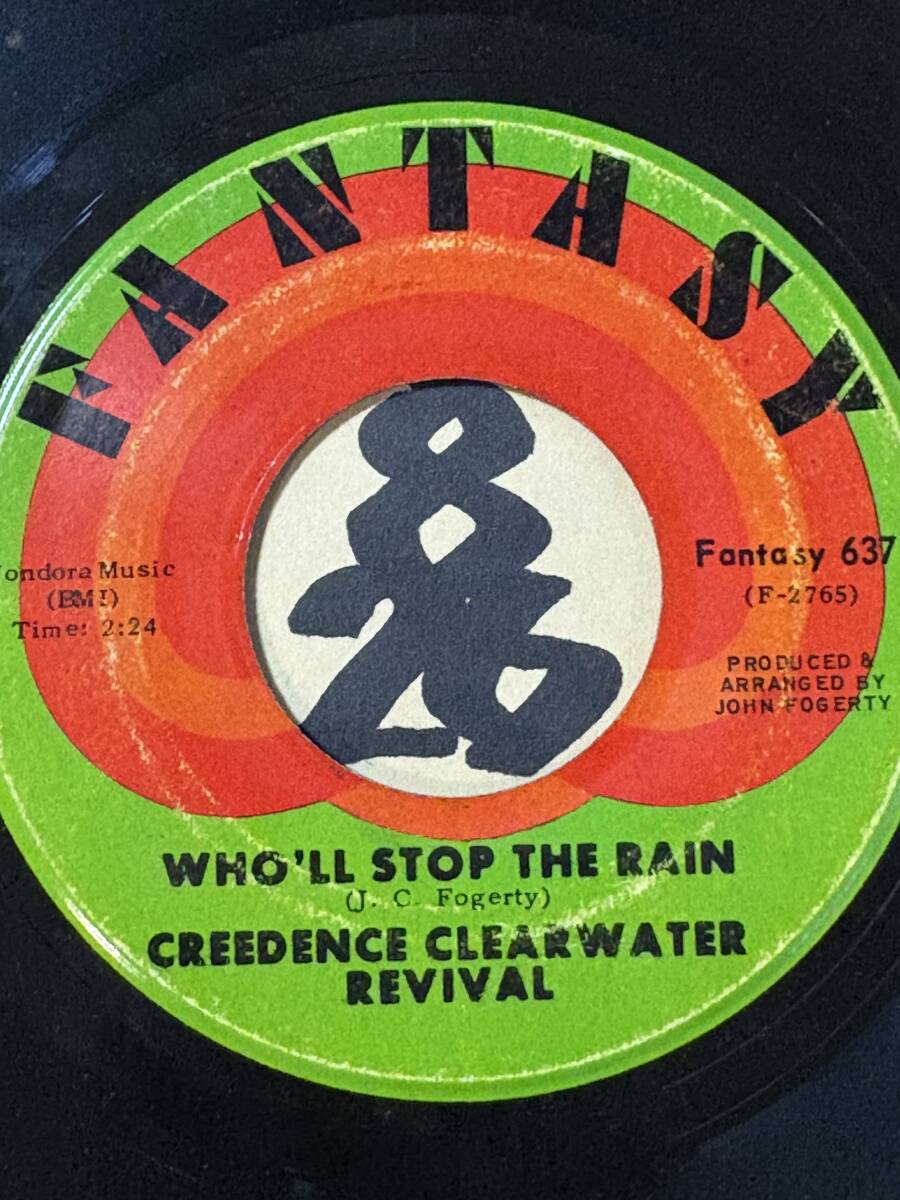 FANTASY
ondora Music
(BMI)
Time: 2:24
Fantasy 637
(F-2765)
PRODUCED &
ARRANGED BY
JOHN FOGERTY
WHO'LL STOP THE RAIN
(J. C. Fogerty)
CREEDENCE CLEARWATER
REVIVAL